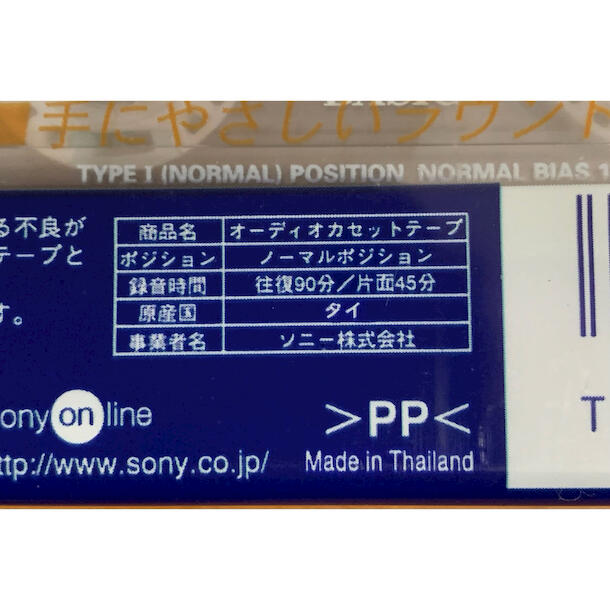 手にやさしいラウンド
TYPE I (NORMAL) POSITION NORMAL BIAS 1
る不良が
テープと
す。
商品名 オーディオカセットテープ
ポジション ノーマルポジション
録音時間 往復90分／片面45分
原産国 タイ
事業者名 ソニー株式会社
ony on line
ttp://www.sony.co.jp/
>PP<
Made in Thailand
T